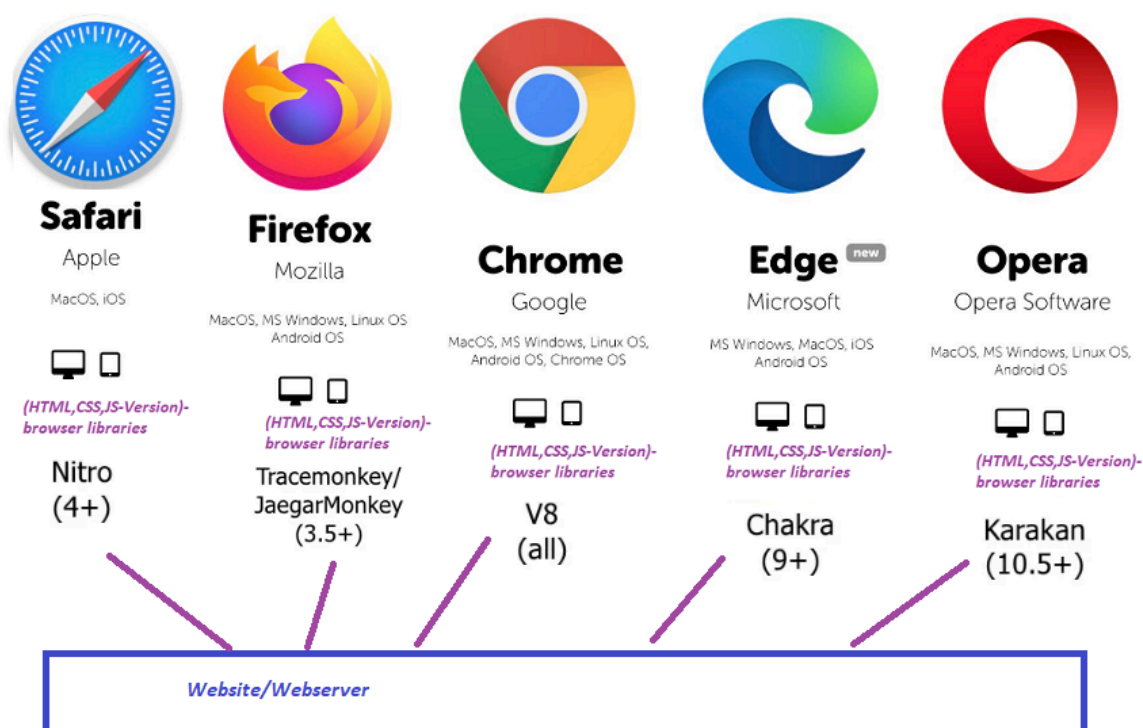 Safari
Apple
MacOS, iOS
(HTML,CSS,JS-Version)-
browser libraries
Nitro
(4+)
Firefox
Mozilla
MacOS, MS Windows, Linux OS
Android OS
(HTML,CSS,JS-Version)-
browser libraries
Tracemonkey/
JaegarMonkey
(3.5+)
Chrome
Google
MacOS, MS Windows, Linux OS,
Android OS, Chrome OS
(HTML,CSS,JS-Version)-
browser libraries
V8
(all)
Edge new
Microsoft
MS Windows, MacOS, iOS
Android OS
(HTML,CSS,JS-Version)-
browser libraries
Chakra
(9+)
Opera
Opera Software
MacOS, MS Windows, Linux OS,
Android OS
(HTML,CSS,JS-Version)-
browser libraries
Karakan
(10.5+)
Website/Webserver